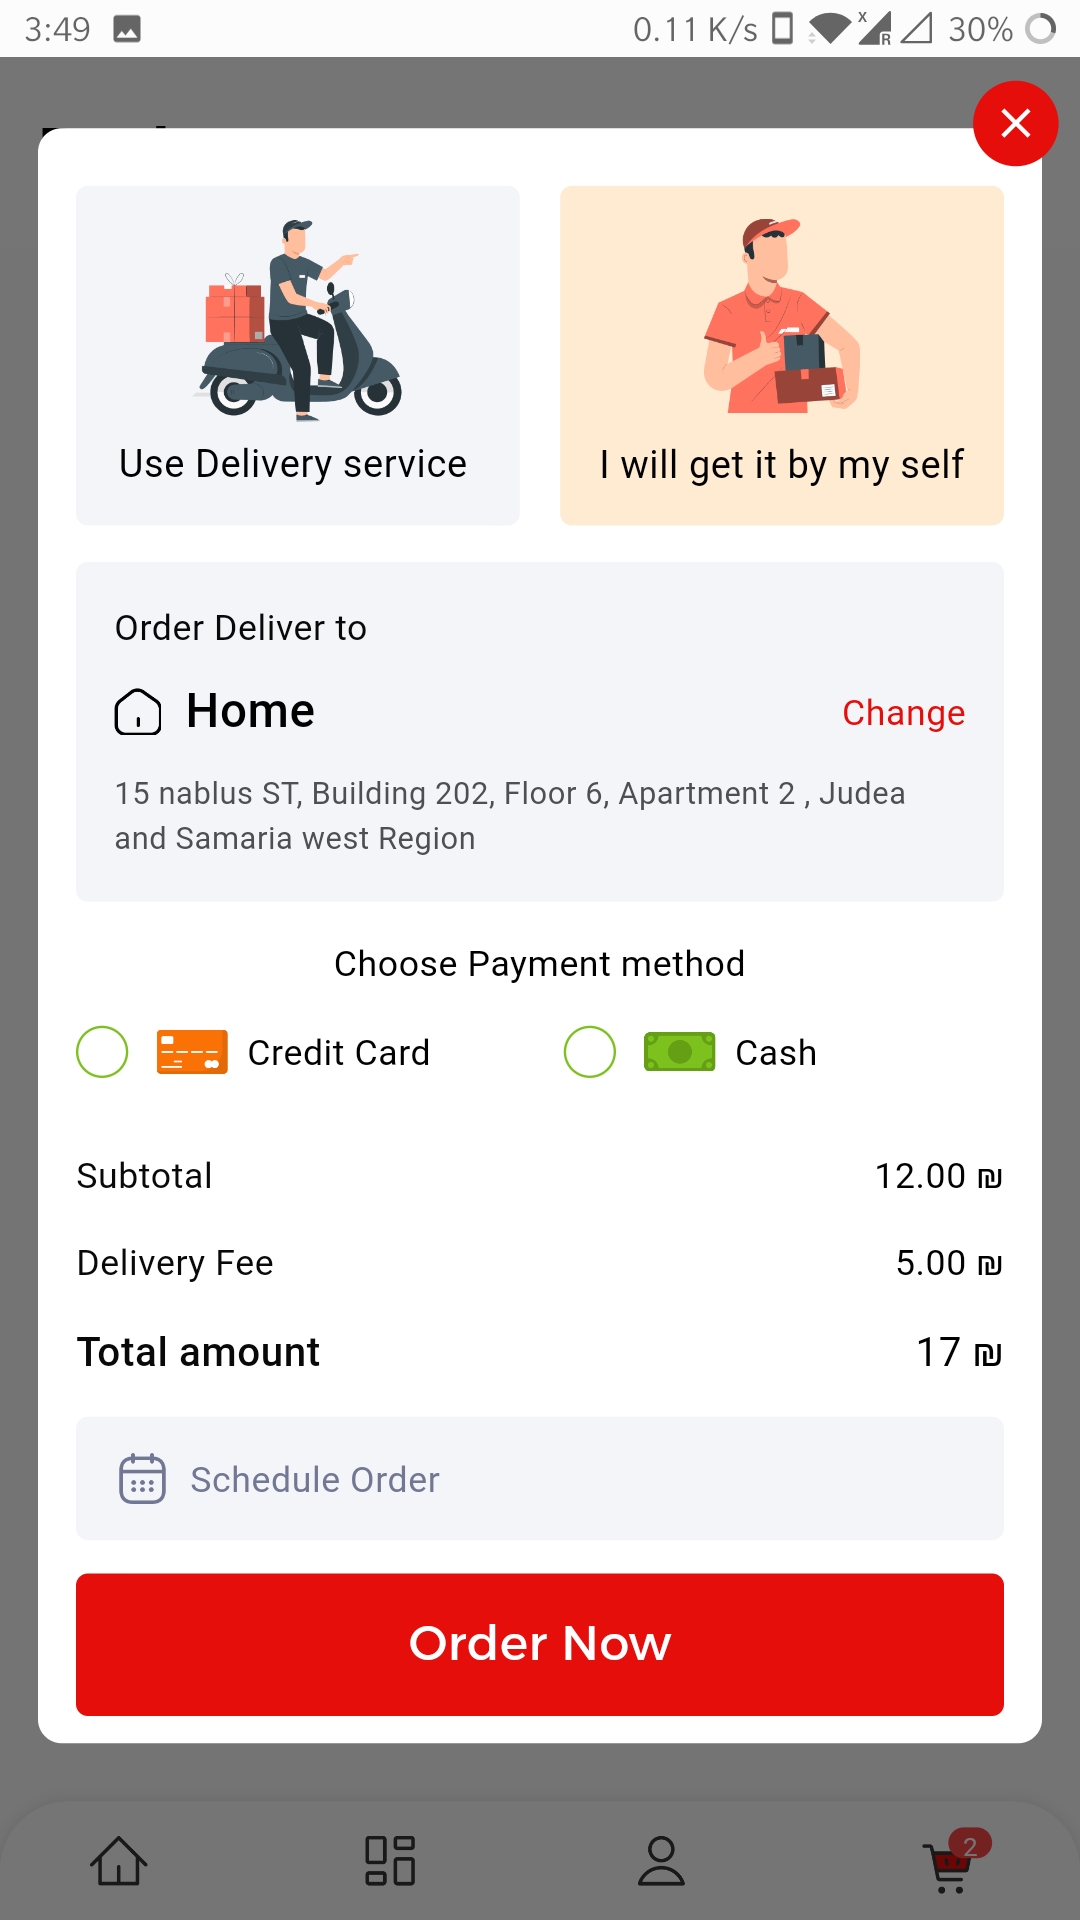 3:49
0.11 K/s
x
R
30%
Use Delivery service
I will get it by my self
Order Deliver to
Home
Change
15 nablus ST, Building 202, Floor 6, Apartment 2 , Judea
and Samaria west Region
Choose Payment method
Credit Card
Cash
Subtotal
12.00 ₪
Delivery Fee
5.00 ₪
Total amount
17 ₪
Schedule Order
Order Now
2